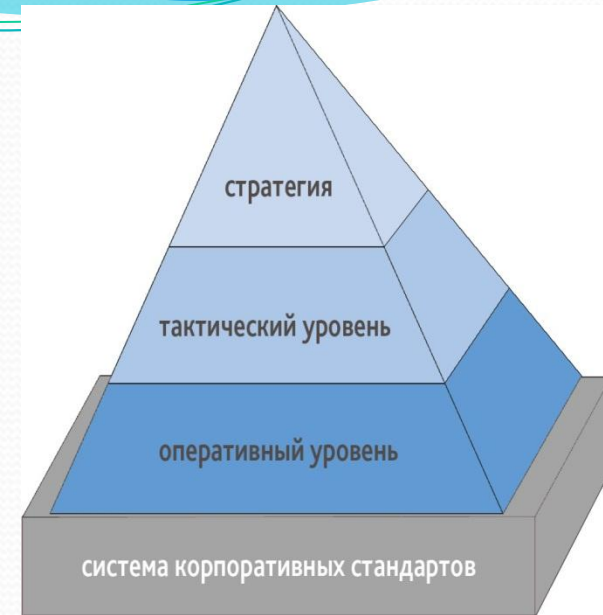 стратегия
тактический уровень
оперативный уровень
система корпоративных стандартов